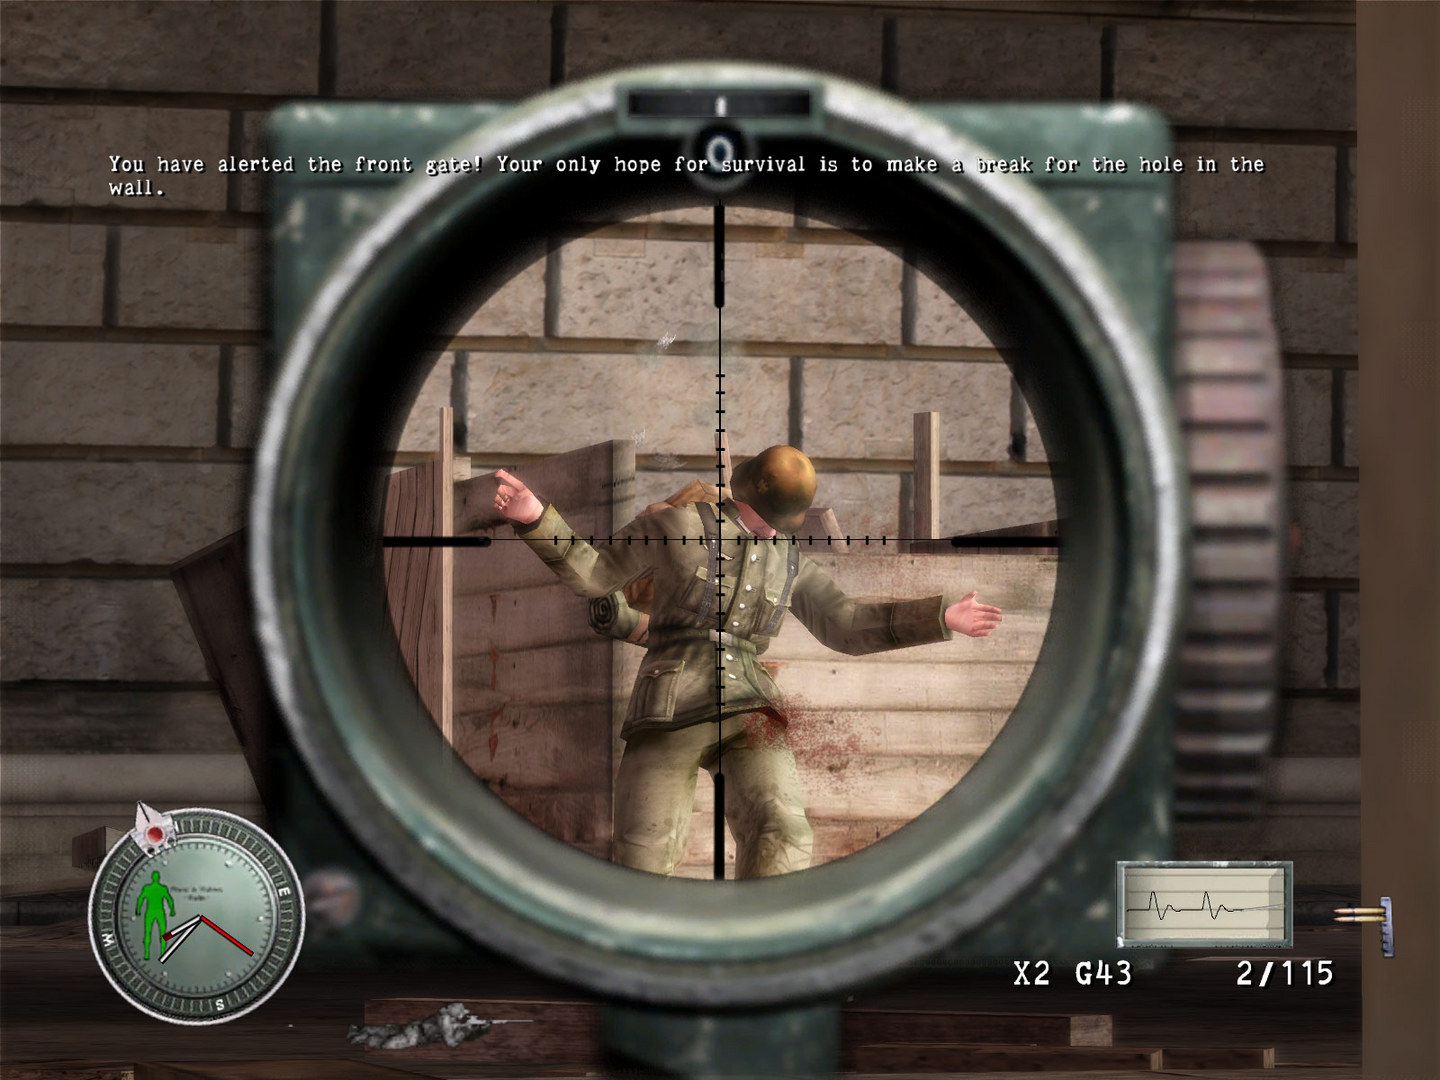 You have alerted the front gate! Your only hope for survival is to make a break for the hole in the
wall.
E
S
X2 G43 2/115